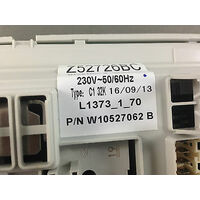 Z52726BC
230V~50/60Hz
Type: C1 32K 16/09/13
L1373_1_70
P/N W10527062 B